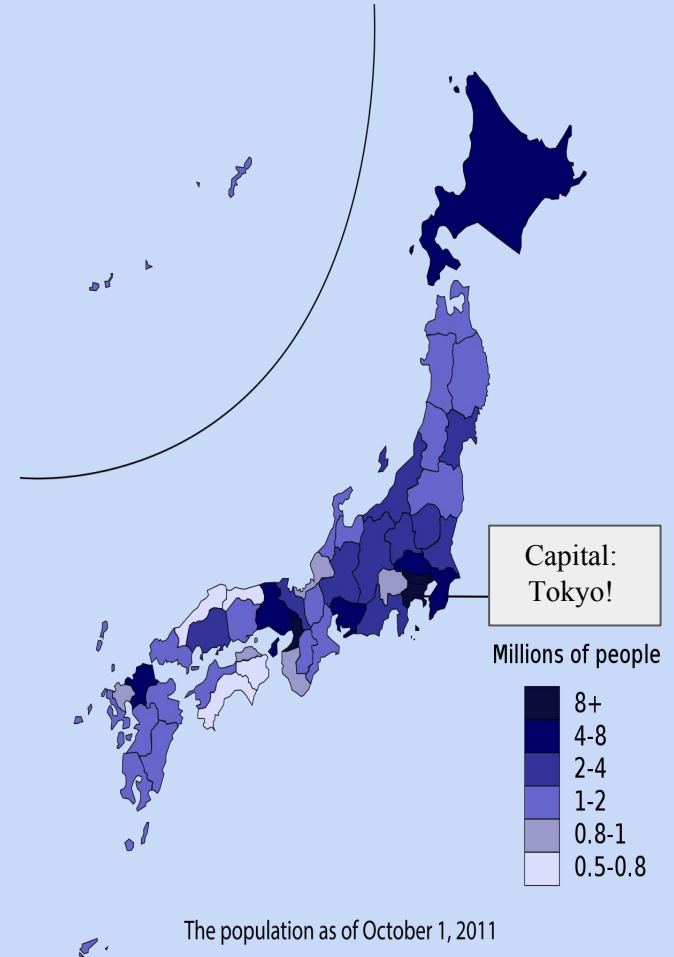 Capital:
Tokyo!
Millions of people
8+
4-8
2-4
1-2
0.8-1
0.5-0.8
The population as of October 1, 2011